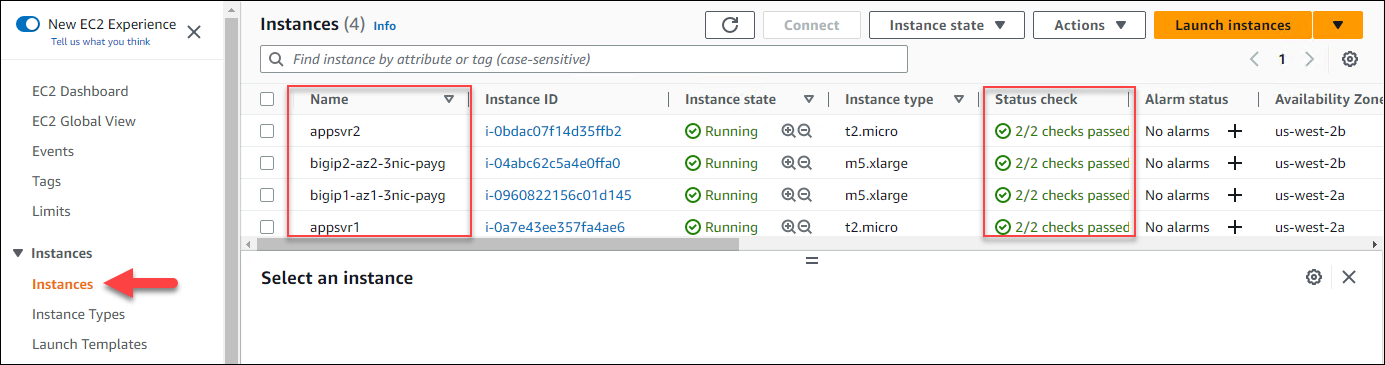 New EC2 Experience
Tell us what you think
EC2 Dashboard
EC2 Global View
Events
Tags
Limits
Instances
Instances
Instance Types
Launch Templates
Instances (4) Info
Connect Instance state Actions Launch instances
Find instance by attribute or tag (case-sensitive)
1
Name Instance ID Instance state Instance type Status check Alarm status Availability Zone
appsvr2 i-0bdac07f14d35ffb2 Running t2.micro 2/2 checks passed No alarms us-west-2b
bigip2-az2-3nic-payg i-04abc62c5a4e0ffa0 Running m5.xlarge 2/2 checks passed No alarms us-west-2b
bigip1-az1-3nic-payg i-0960822156c01d145 Running m5.xlarge 2/2 checks passed No alarms us-west-2a
appsvr1 i-0a7e43ee357fa4ae6 Running t2.micro 2/2 checks passed No alarms us-west-2a
Select an instance